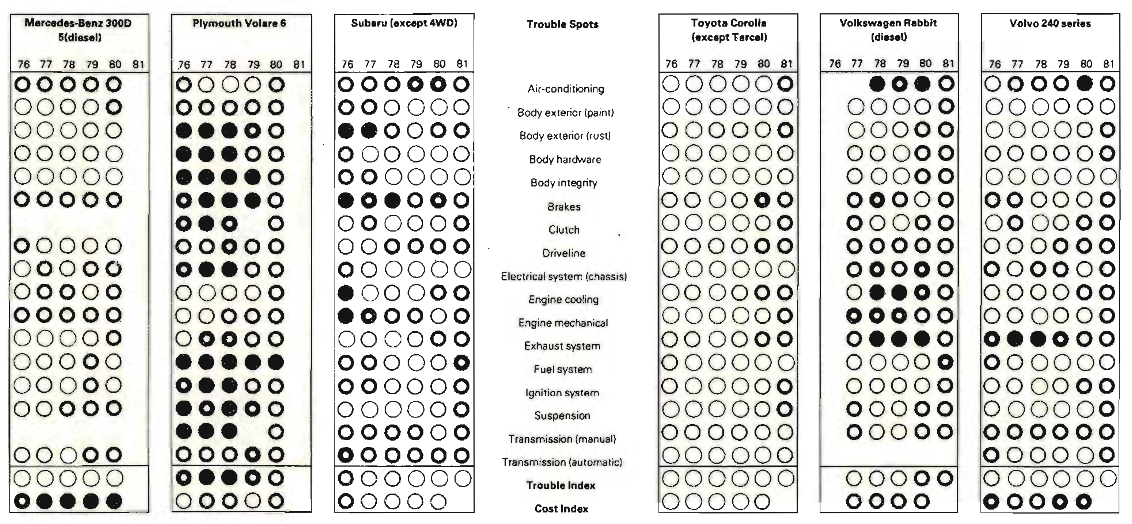 Mercedes-Benz 300D
5(diesel)
76 77 78 79 80 81
Plymouth Volare 6
76 77 78 79 80 81
Subaru (except 4WD)
76 77 78 79 80 81
Trouble Spots
Air-conditioning
Body exterior (paint)
Body exterior (rust)
Body hardware
Body integrity
Brakes
Clutch
Driveline
Electrical system (chassis)
Engine cooling
Engine mechanical
Exhaust system
Fuel system
Ignition system
Suspension
Transmission (manual)
Transmission (automatic)
Trouble Index
Cost Index
Toyota Corolla
(except Tercel)
76 77 78 79 80 81
Volkswagen Rabbit
(diesel)
76 77 78 79 80 81
Volvo 240 series
76 77 78 79 80 81